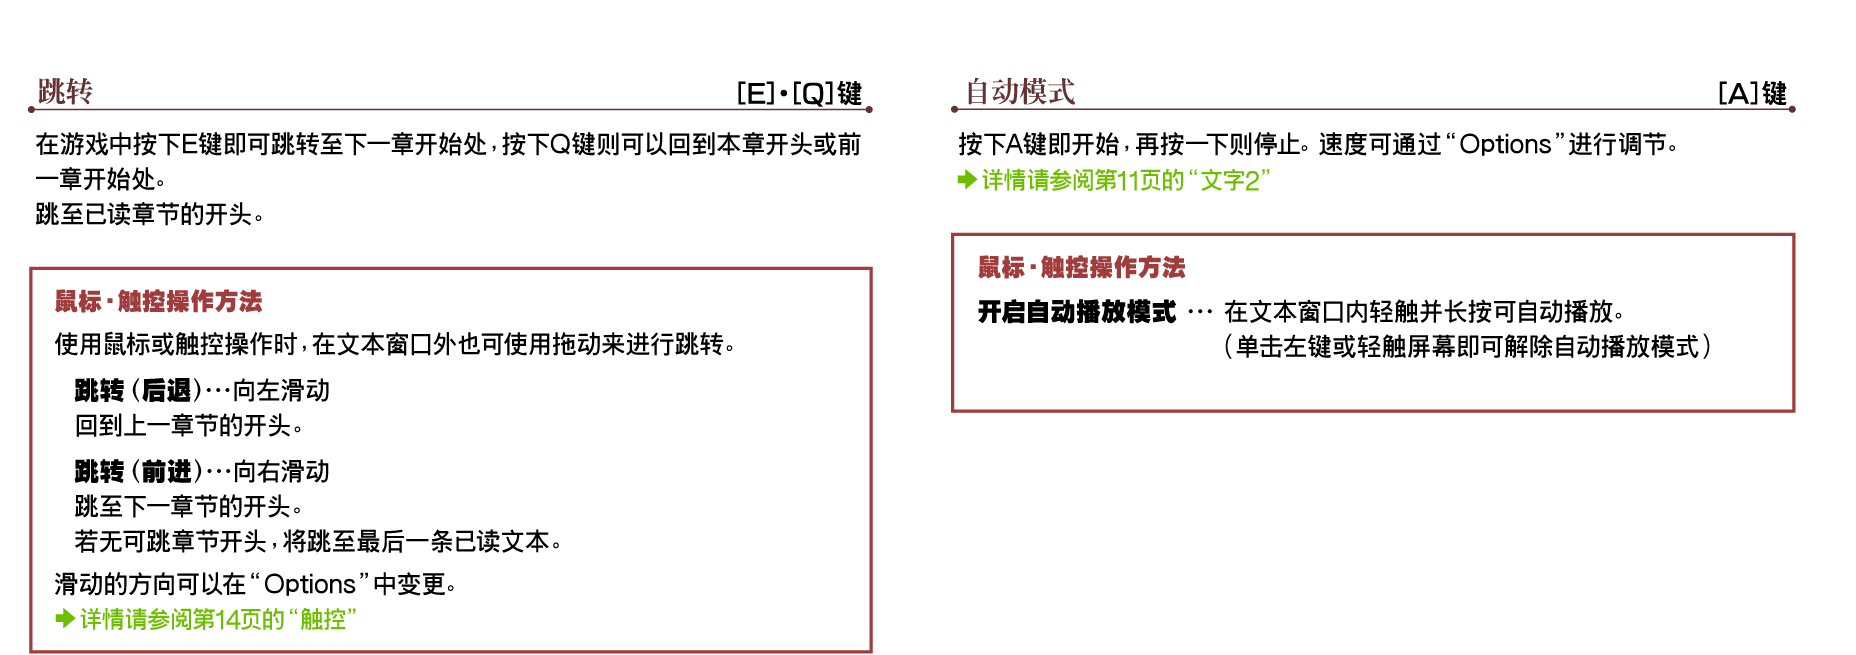 跳转
[E]・[Q]键
在游戏中按下E键即可跳转至下一章开始处，按下Q键则可以回到本章开头或前
一章开始处。
跳至已读章节的开头。
鼠标・触控操作方法
使用鼠标或触控操作时，在文本窗口外也可使用拖动来进行跳转。
跳转（后退）…向左滑动
回到上一章节的开头。
跳转（前进）…向右滑动
跳至下一章节的开头。
若无可跳章节开头，将跳至最后一条已读文本。
滑动的方向可以在“Options”中变更。
➡详情请参阅第14页的“触控”
自动模式
[A]键
按下A键即开始，再按一下则停止。速度可通过“Options”进行调节。
➡详情请参阅第11页的“文字2”
鼠标・触控操作方法
开启自动播放模式 … 在文本窗口内轻触并长按可自动播放。
（单击左键或轻触屏幕即可解除自动播放模式）